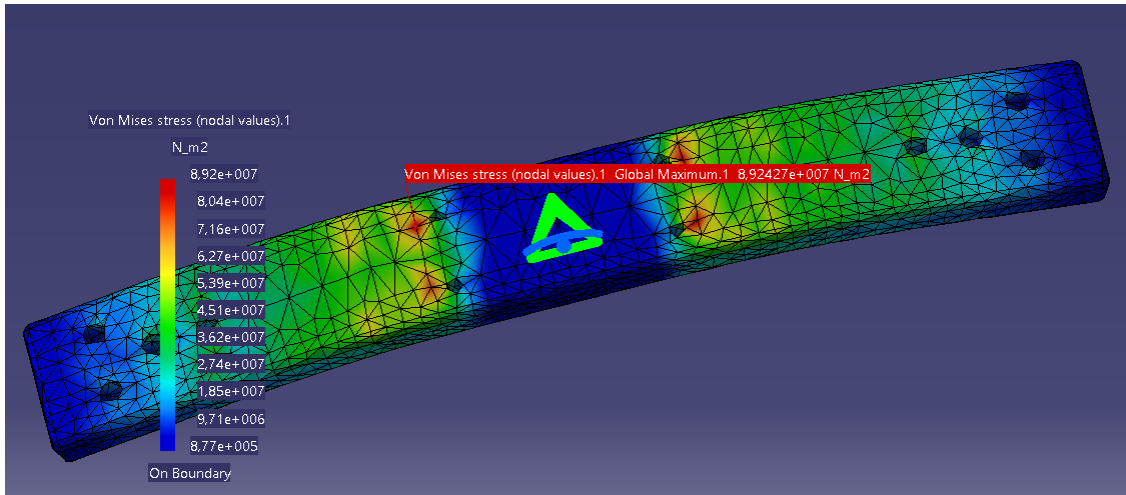 Von Mises stress (nodal values).1
N_m2
8,92e+007
8,04e+007
7,16e+007
6,27e+007
5,39e+007
4,51e+007
3,62e+007
2,74e+007
1,85e+007
9,71e+006
8,77e+005
On Boundary
Von Mises stress (nodal values).1 Global Maximum.1 8,92427e+007 N_m2